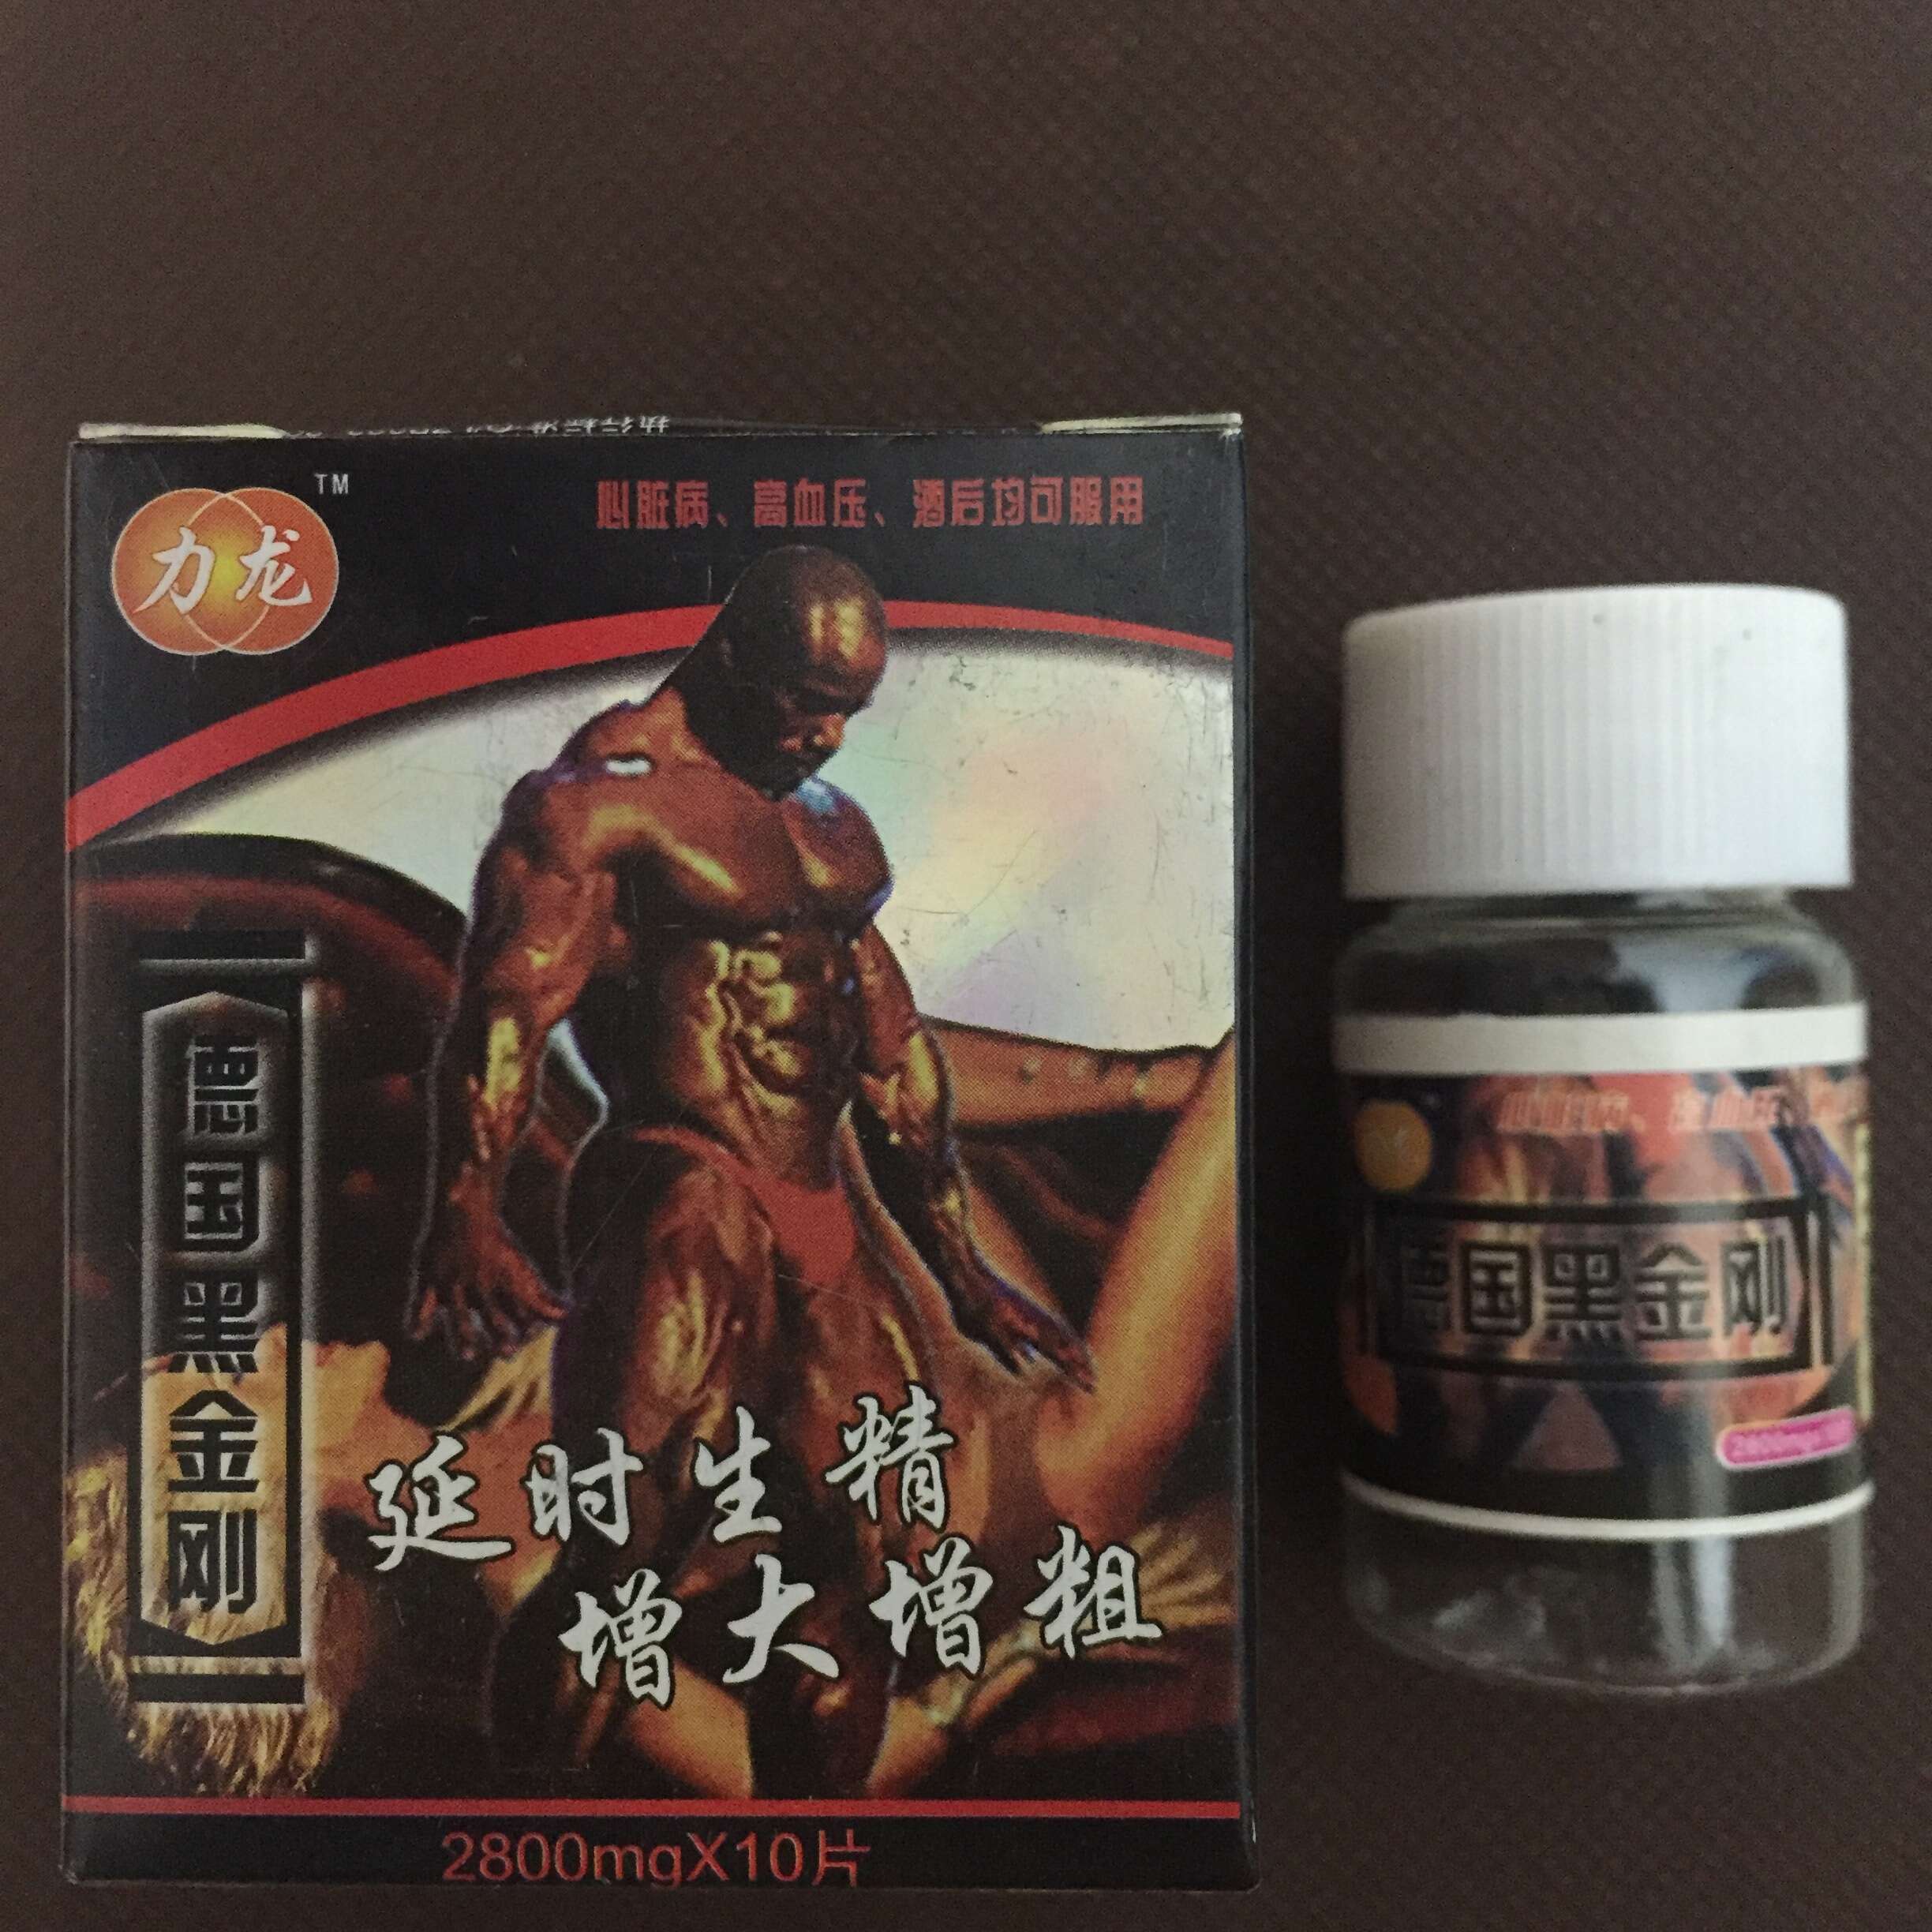 力龙
TM
心脏病、高血压、酒后均可服用
德国黑金刚
延时生精
增大增粗
2800mgX10片
德国黑金刚
2800mg